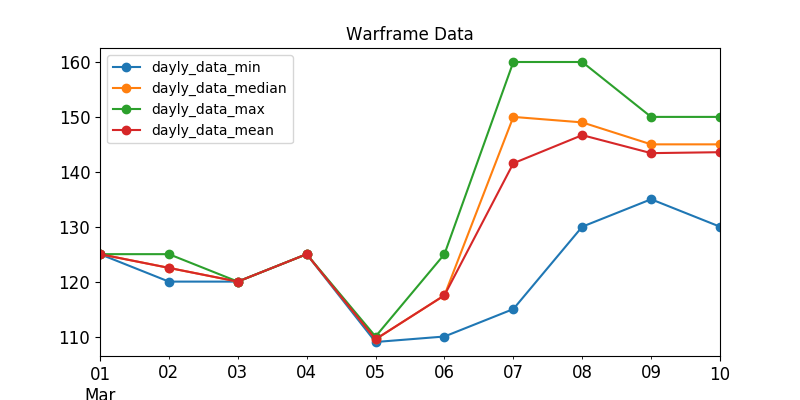 Warframe Data
dayly_data_min
dayly_data_median
dayly_data_max
dayly_data_mean
160
150
140
130
120
110
01 02 03 04 05 06 07 08 09 10
Mar